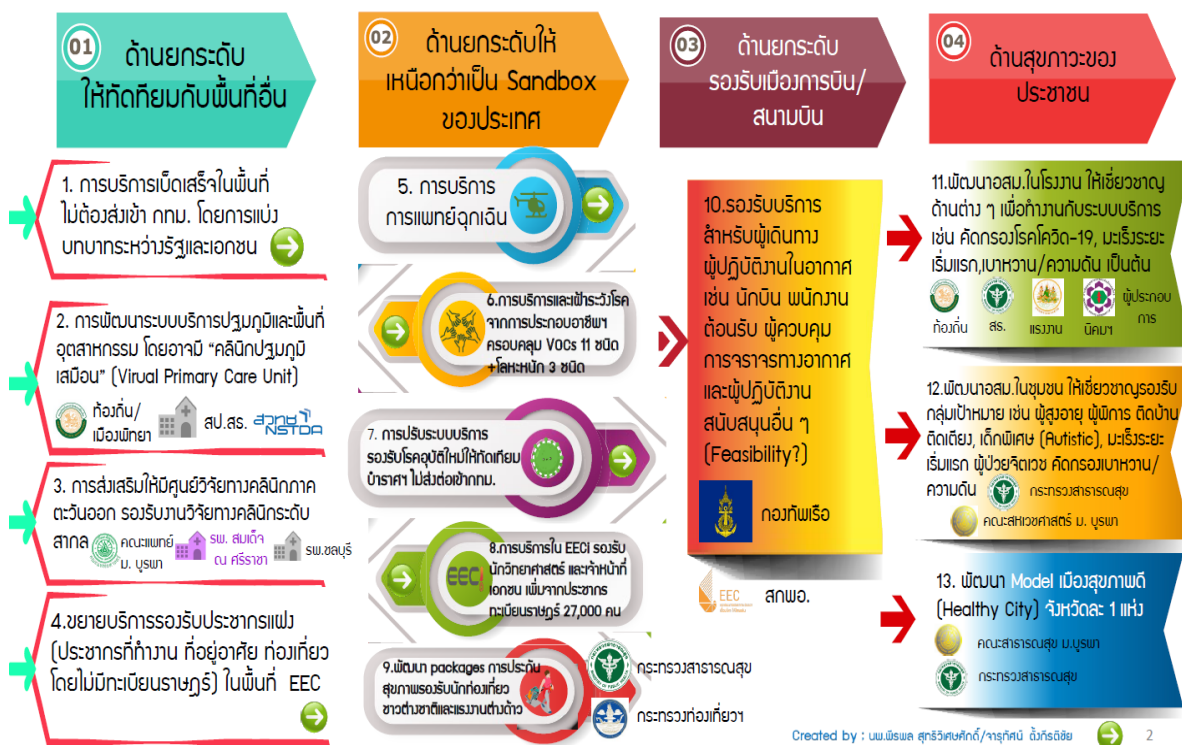 01
ด้านยกระดับ
ให้ทัดเทียมกับพื้นที่อื่น
1. การบริการเบ็ดเสร็จในพื้นที่
ไม่ต้องส่งเข้า กทม. โดยการแบ่ง
บทบาทระหว่างรัฐและเอกชน
2. การพัฒนาระบบบริการปฐมภูมิและพื้นที่
อุตสาหกรรม โดยอาจมี “คลินิกปฐมภูมิ
เสมือน” (Virual Primary Care Unit)
ท้องถิ่น/
เมืองพัทยา
สป.สธ.
สวทช
NSTDA
3. การส่งเสริมให้มีศูนย์วิจัยทางคลินิกภาค
ตะวันออก รองรับงานวิจัยทางคลินิกระดับ
สากล
คณะแพทย์
ม. บูรพา
รพ. สมเด็จ
ณ ศรีราชา
รพ.ชลบุรี
4.ขยายบริการรองรับประชากรแฝง
(ประชากรที่ทำงาน ที่อยู่อาศัย ท่องเที่ยว
โดยไม่มีทะเบียนราษฎร์) ในพื้นที่ EEC
02
ด้านยกระดับให้
เหนือกว่าเป็น Sandbox
ของประเทศ
5. การบริการ
การแพทย์ฉุกเฉิน
6.การบริการและเฝ้าระวังโรค
จากการประกอบอาชีพฯ
ครอบคลุม VOCs 11 ชนิด
+โลหะหนัก 3 ชนิด
7. การปรับระบบบริการ
รองรับโรคอุบัติใหม่ให้ทัดเทียม
บำราศฯ ไม่ส่งต่อเข้ากทม.
EEC
8.การบริการใน EECi รองรับ
นักวิทยาศาสตร์ และเจ้าหน้าที่
เอกชน เพิ่มจากประชากร
ทะเบียนราษฎร์ 27,000 คน
9.พัฒนา packages การประกัน
สุขภาพรองรับนักท่องเที่ยว
ชาวต่างชาติและแรงงานต่างด้าว
กระทรวงสาธารณสุข
กระทรวงท่องเที่ยวฯ
03
ด้านยกระดับ
รองรับเมืองการบิน/
สนามบิน
10.รองรับบริการ
สำหรับผู้เดินทาง
ผู้ปฏิบัติงานในอากาศ
เช่น นักบิน พนักงาน
ต้อนรับ ผู้ควบคุม
การจราจรทางอากาศ
และผู้ปฏิบัติงาน
สนับสนุนอื่น ๆ
(Feasibility?)
กองทัพเรือ
EEC
สกพอ.
04
ด้านสุขภาวะของ
ประชาชน
11.พัฒนาอสม.ในโรงงาน ให้เชี่ยวชาญ
ด้านต่าง ๆ เพื่อทำงานกับระบบบริการ
เช่น คัดกรองโรคโควิด-19, มะเร็งระยะ
เริ่มแรก,เบาหวาน/ความดัน เป็นต้น
ท้องถิ่น
สธ.
แรงงาน
นิคมฯ
ผู้ประกอบ
การ
12.พัฒนาอสม.ในชุมชน ให้เชี่ยวชาญรองรับ
กลุ่มเป้าหมาย เช่น ผู้สูงอายุ ผู้พิการ ติดบ้าน
ติดเตียง, เด็กพิเศษ (Autistic), มะเร็งระยะ
เริ่มแรก ผู้ป่วยจิตเวช คัดกรองเบาหวาน/
ความดัน
กระทรวงสาธารณสุข
คณะสหเวชศาสตร์ ม. บูรพา
13. พัฒนา Model เมืองสุขภาพดี
(Healthy City) จังหวัดละ 1 แห่ง
คณะสาธารณสุข ม.บูรพา
กระทรวงสาธารณสุข
Created by : นพ.พีรพล สุทธิวิเศษศักดิ์/จารุทัศน์ ตั้งกีรติชัย
2